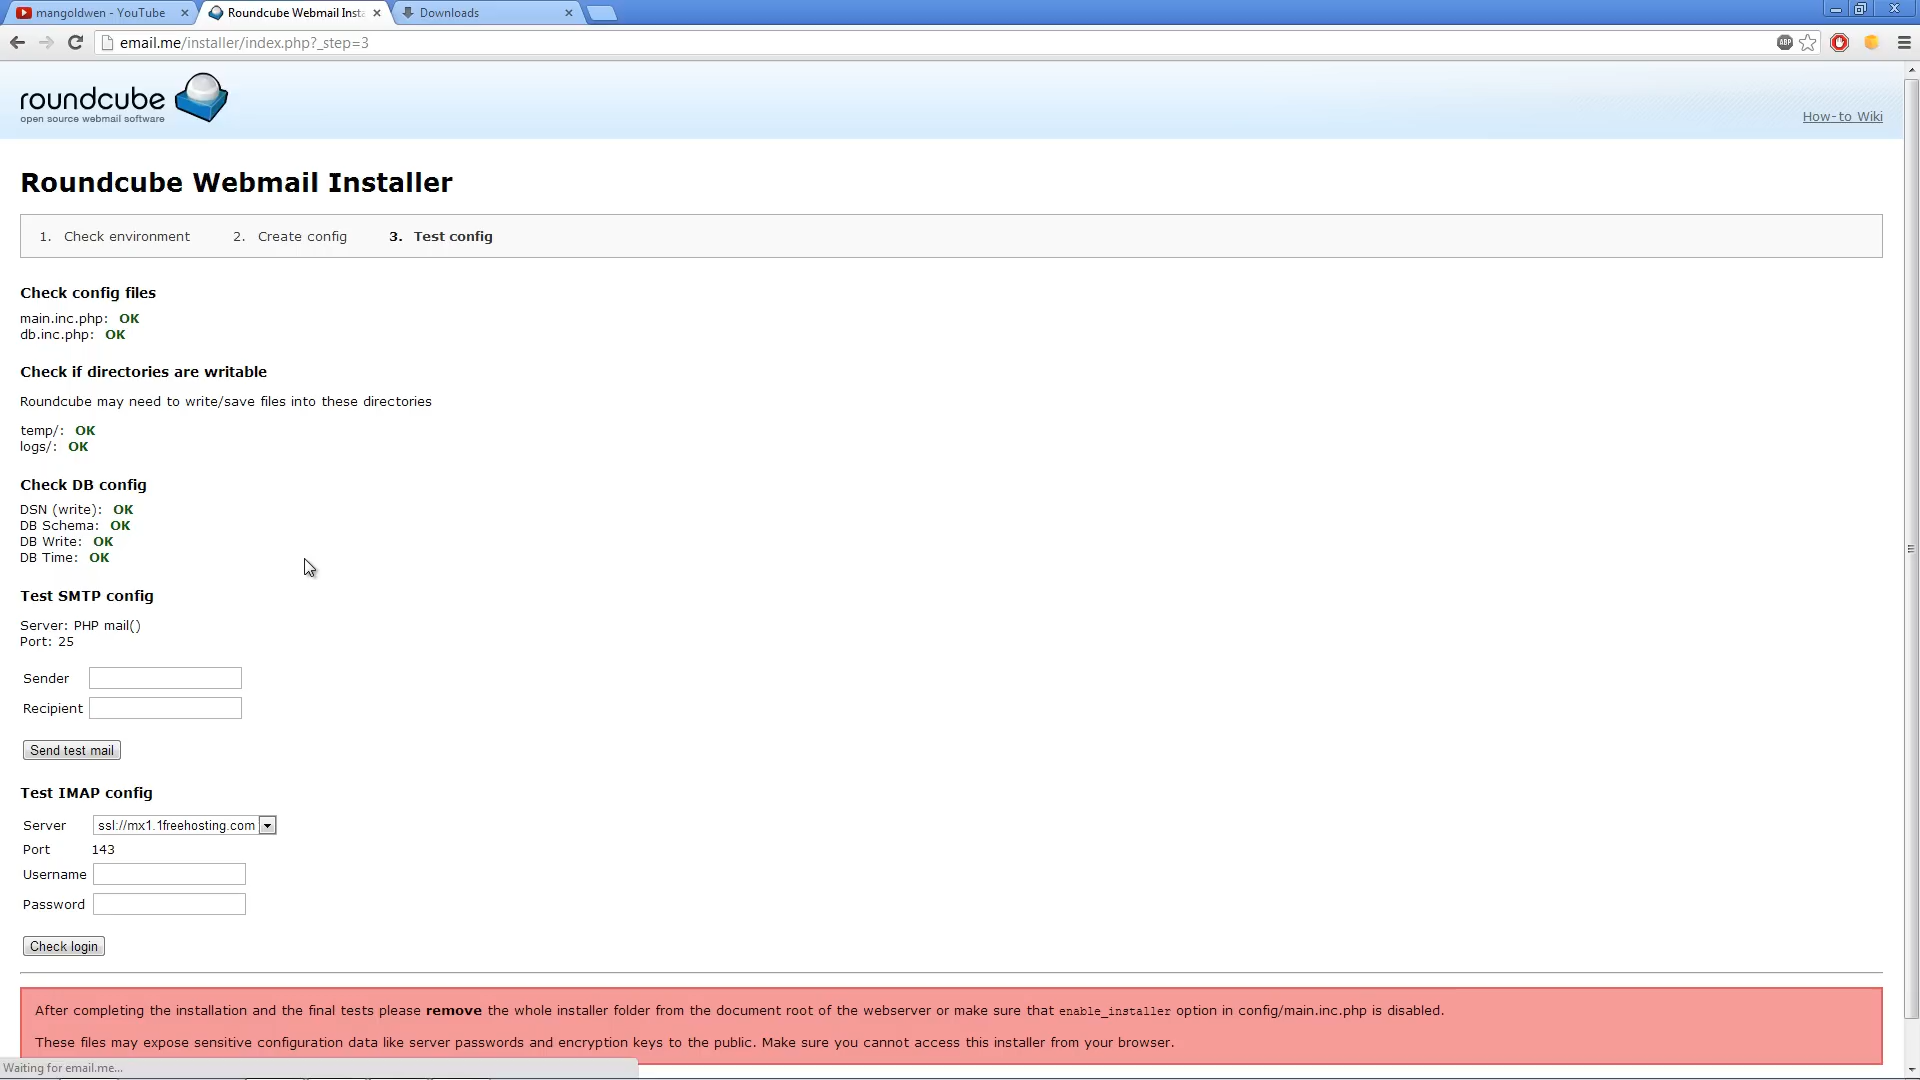 mangoldwen - YouTube
Roundcube Webmail Insta
Downloads
email.me/installer/index.php?_step=3
ABP
roundcube
open source webmail software
How-to Wiki
Roundcube Webmail Installer
1. Check environment 2. Create config 3. Test config
Check config files
main.inc.php: OK
db.inc.php: OK
Check if directories are writable
Roundcube may need to write/save files into these directories
temp/: OK
logs/: OK
Check DB config
DSN (write): OK
DB Schema: OK
DB Write: OK
DB Time: OK
Test SMTP config
Server: PHP mail()
Port: 25
Sender
Recipient
Send test mail
Test IMAP config
Server ssl://mx1.1freehosting.com
Port 143
Username
Password
Check login
After completing the installation and the final tests please remove the whole installer folder from the document root of the webserver or make sure that enable_installer option in config/main.inc.php is disabled.
These files may expose sensitive configuration data like server passwords and encryption keys to the public. Make sure you cannot access this installer from your browser.
Waiting for email.me...